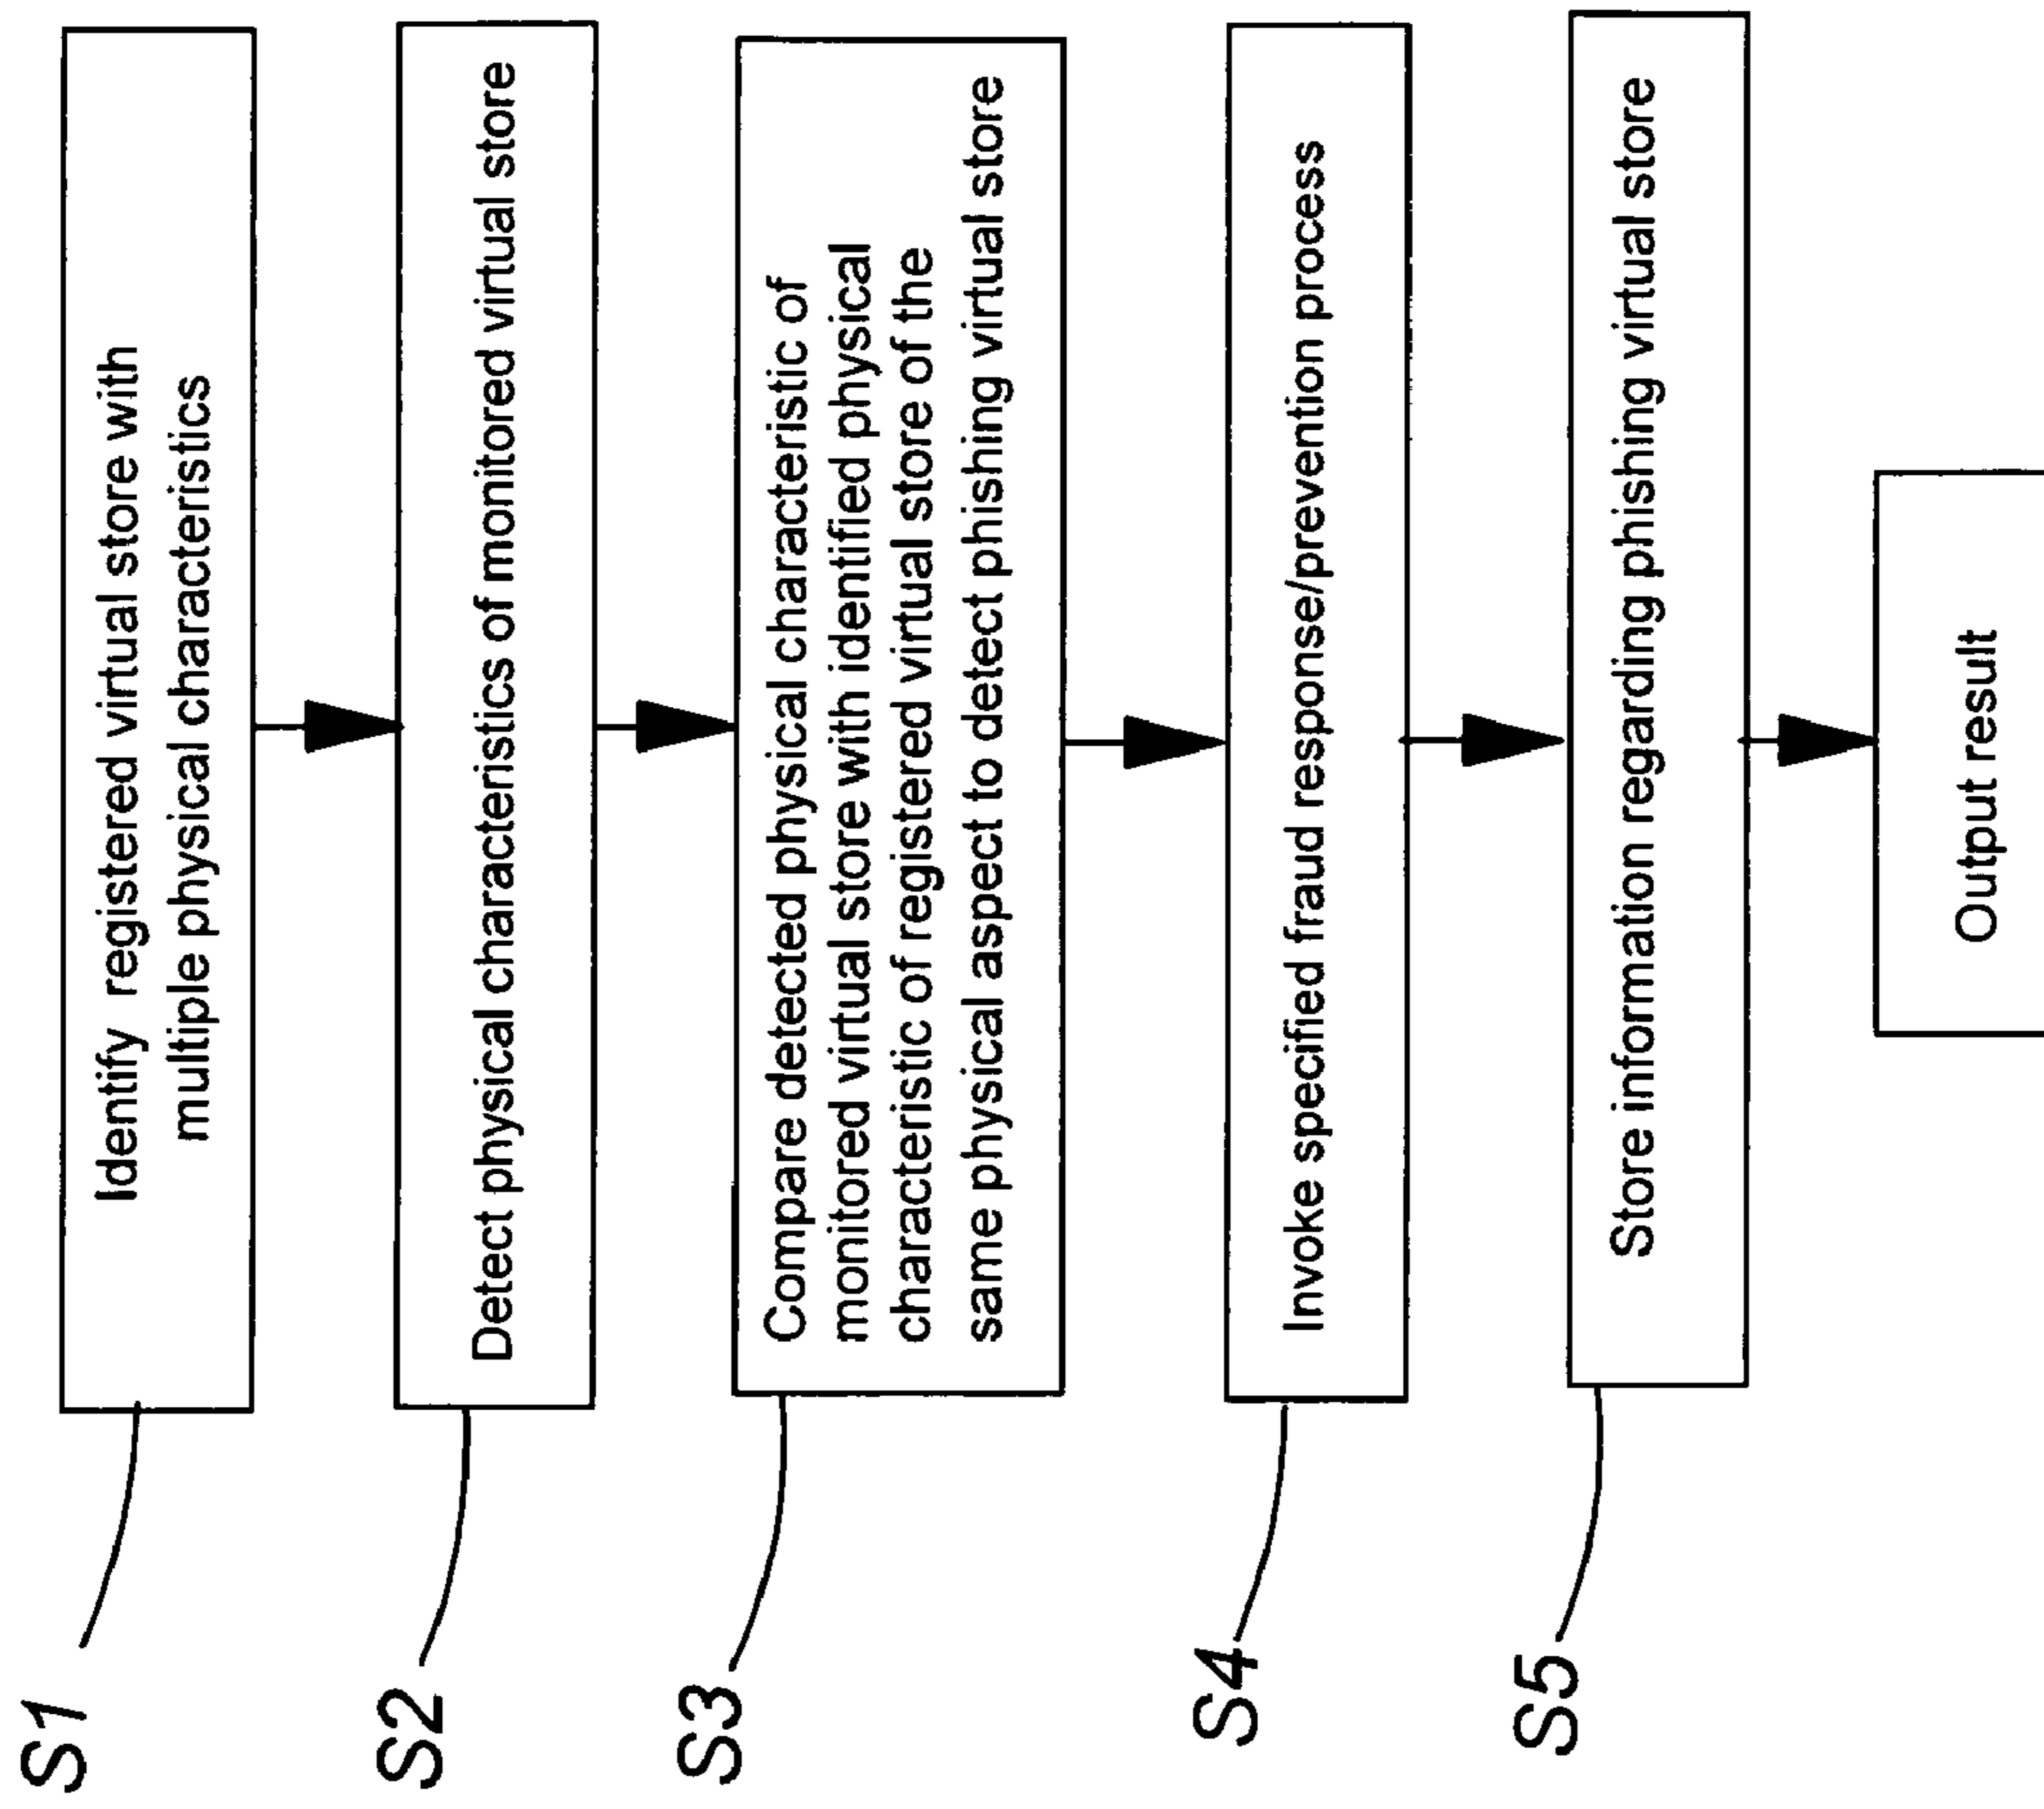 S1
Identify registered virtual store with
multiple physical characteristics
S2
Detect physical characteristics of monitored virtual store
S3
Compare detected physical characteristic of
monitored virtual store with identified physical
characteristic of registered virtual store of the
same physical aspect to detect phishing virtual store
S4
Invoke specified fraud response/prevention process
S5
Store information regarding phishing virtual store
Output result